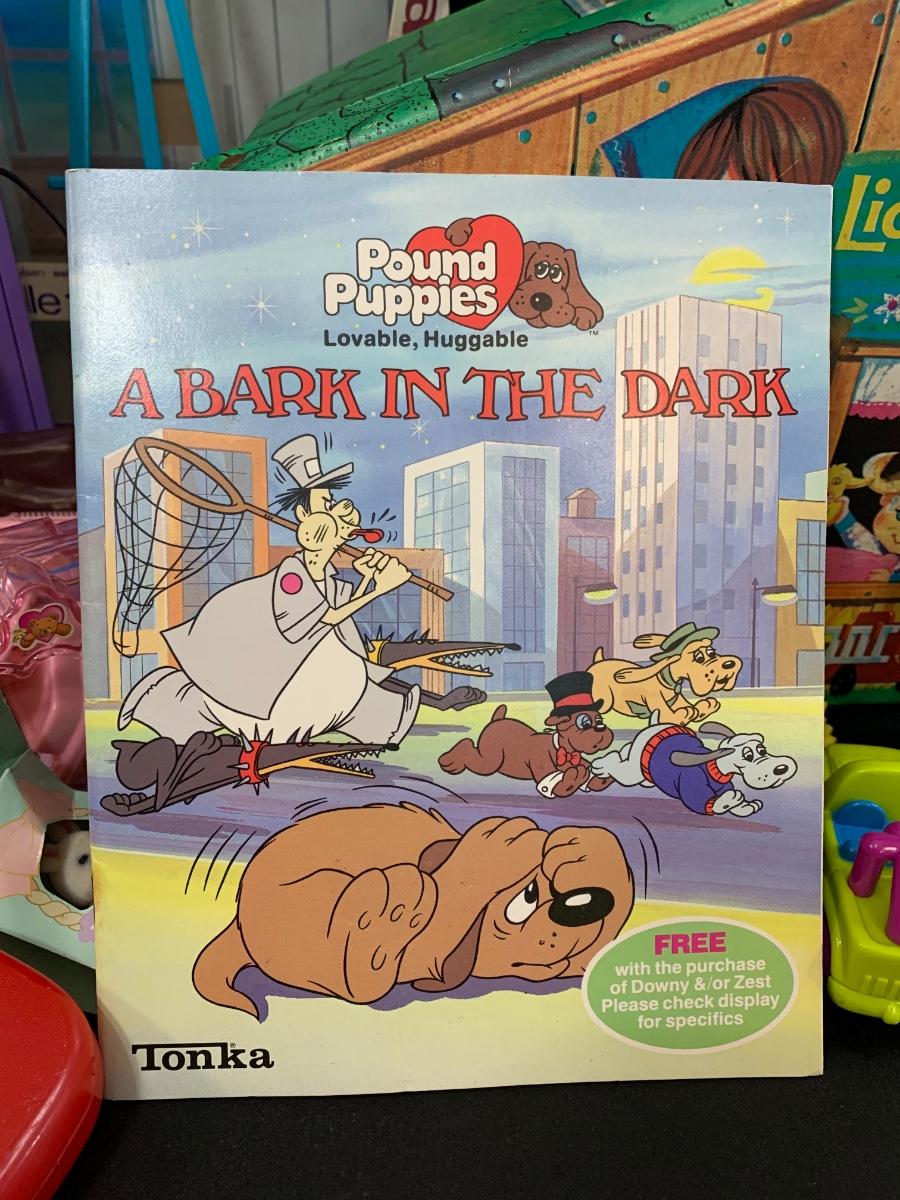 Pound
Puppies
™
Lovable, Huggable
A BARK IN THE DARK
FREE
with the purchase
of Downy &/or Zest
Please check display
for specifics
Tonka®